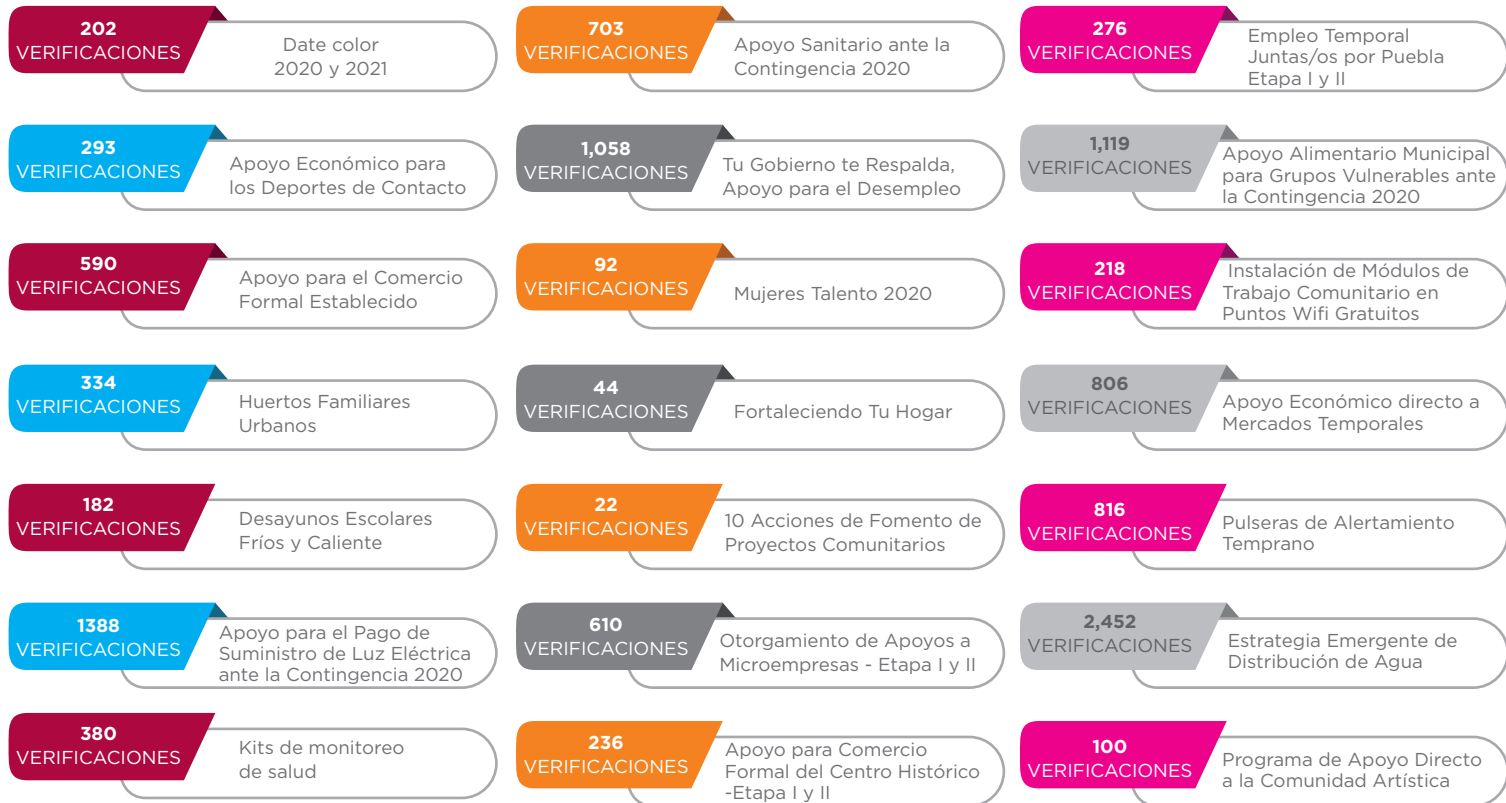 202
VERIFICACIONES
Date color
2020 y 2021
703
VERIFICACIONES
Apoyo Sanitario ante la
Contingencia 2020
276
VERIFICACIONES
Empleo Temporal
Juntas/os por Puebla
Etapa I y II
293
VERIFICACIONES
Apoyo Económico para
los Deportes de Contacto
1,058
VERIFICACIONES
Tu Gobierno te Respalda,
Apoyo para el Desempleo
1,119
VERIFICACIONES
Apoyo Alimentario Municipal
para Grupos Vulnerables ante
la Contingencia 2020
590
VERIFICACIONES
Apoyo para el Comercio
Formal Establecido
92
VERIFICACIONES
Mujeres Talento 2020
218
VERIFICACIONES
Instalación de Módulos de
Trabajo Comunitario en
Puntos Wifi Gratuitos
334
VERIFICACIONES
Huertos Familiares
Urbanos
44
VERIFICACIONES
Fortaleciendo Tu Hogar
806
VERIFICACIONES
Apoyo Económico directo a
Mercados Temporales
182
VERIFICACIONES
Desayunos Escolares
Fríos y Caliente
22
VERIFICACIONES
10 Acciones de Fomento de
Proyectos Comunitarios
816
VERIFICACIONES
Pulseras de Alertamiento
Temprano
1388
VERIFICACIONES
Apoyo para el Pago de
Suministro de Luz Eléctrica
ante la Contingencia 2020
610
VERIFICACIONES
Otorgamiento de Apoyos a
Microempresas - Etapa I y II
2,452
VERIFICACIONES
Estrategia Emergente de
Distribución de Agua
380
VERIFICACIONES
Kits de monitoreo
de salud
236
VERIFICACIONES
Apoyo para Comercio
Formal del Centro Histórico
-Etapa I y II
100
VERIFICACIONES
Programa de Apoyo Directo
a la Comunidad Artística